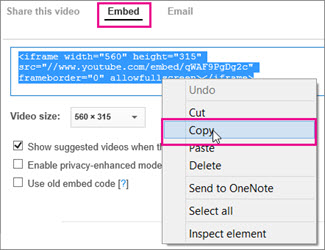 Share this video Embed Email
<iframe width="560" height="315"
src="//www.youtube.com/embed/qWAF9PgDg2c"
frameborder="0" allowfullscreen></iframe>
Undo
Cut
Video size: 560 × 315
Copy
Paste
Show suggested videos when th
Delete
Enable privacy-enhanced mode
Use old embed code [?]
Send to OneNote
Select all
Inspect element